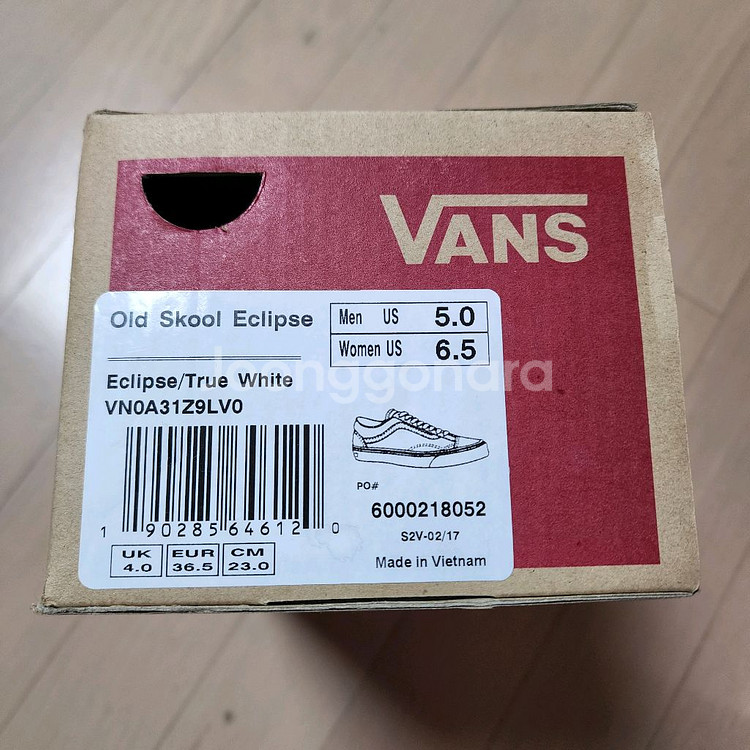 VANS
Old Skool Eclipse
Men US 5.0
Women US 6.5
Eclipse/True White
VN0A31Z9LV0
joonggonara
PO#
6000218052
1 90285 64612 0
S2V-02/17
UK 4.0
EUR 36.5
CM 23.0
Made in Vietnam